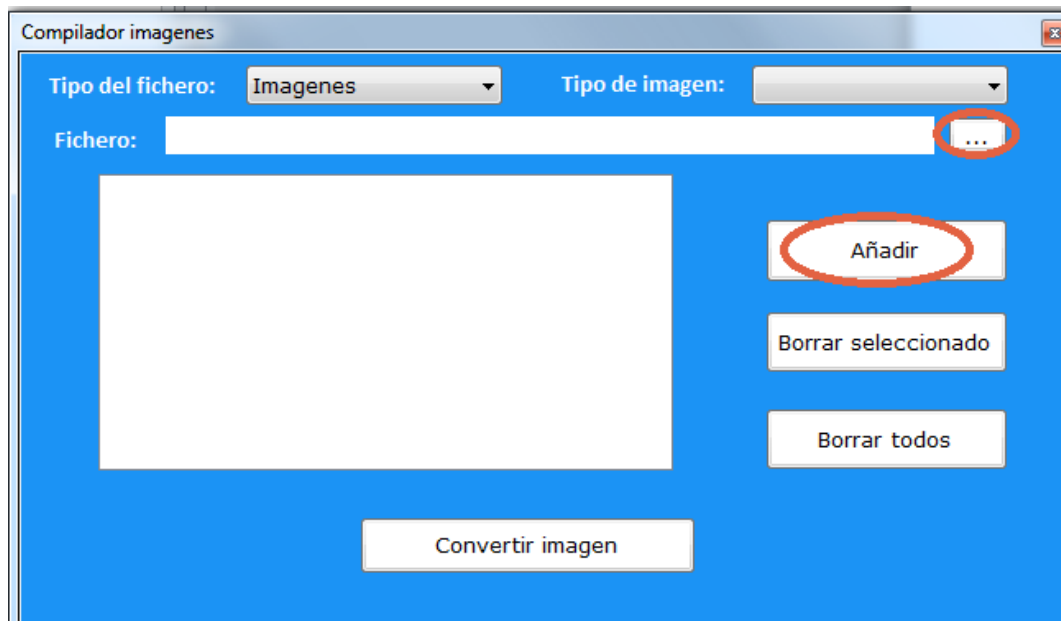 Compilador imagenes
Tipo del fichero: Imagenes Tipo de imagen:
Fichero: ...
Añadir
Borrar seleccionado
Borrar todos
Convertir imagen